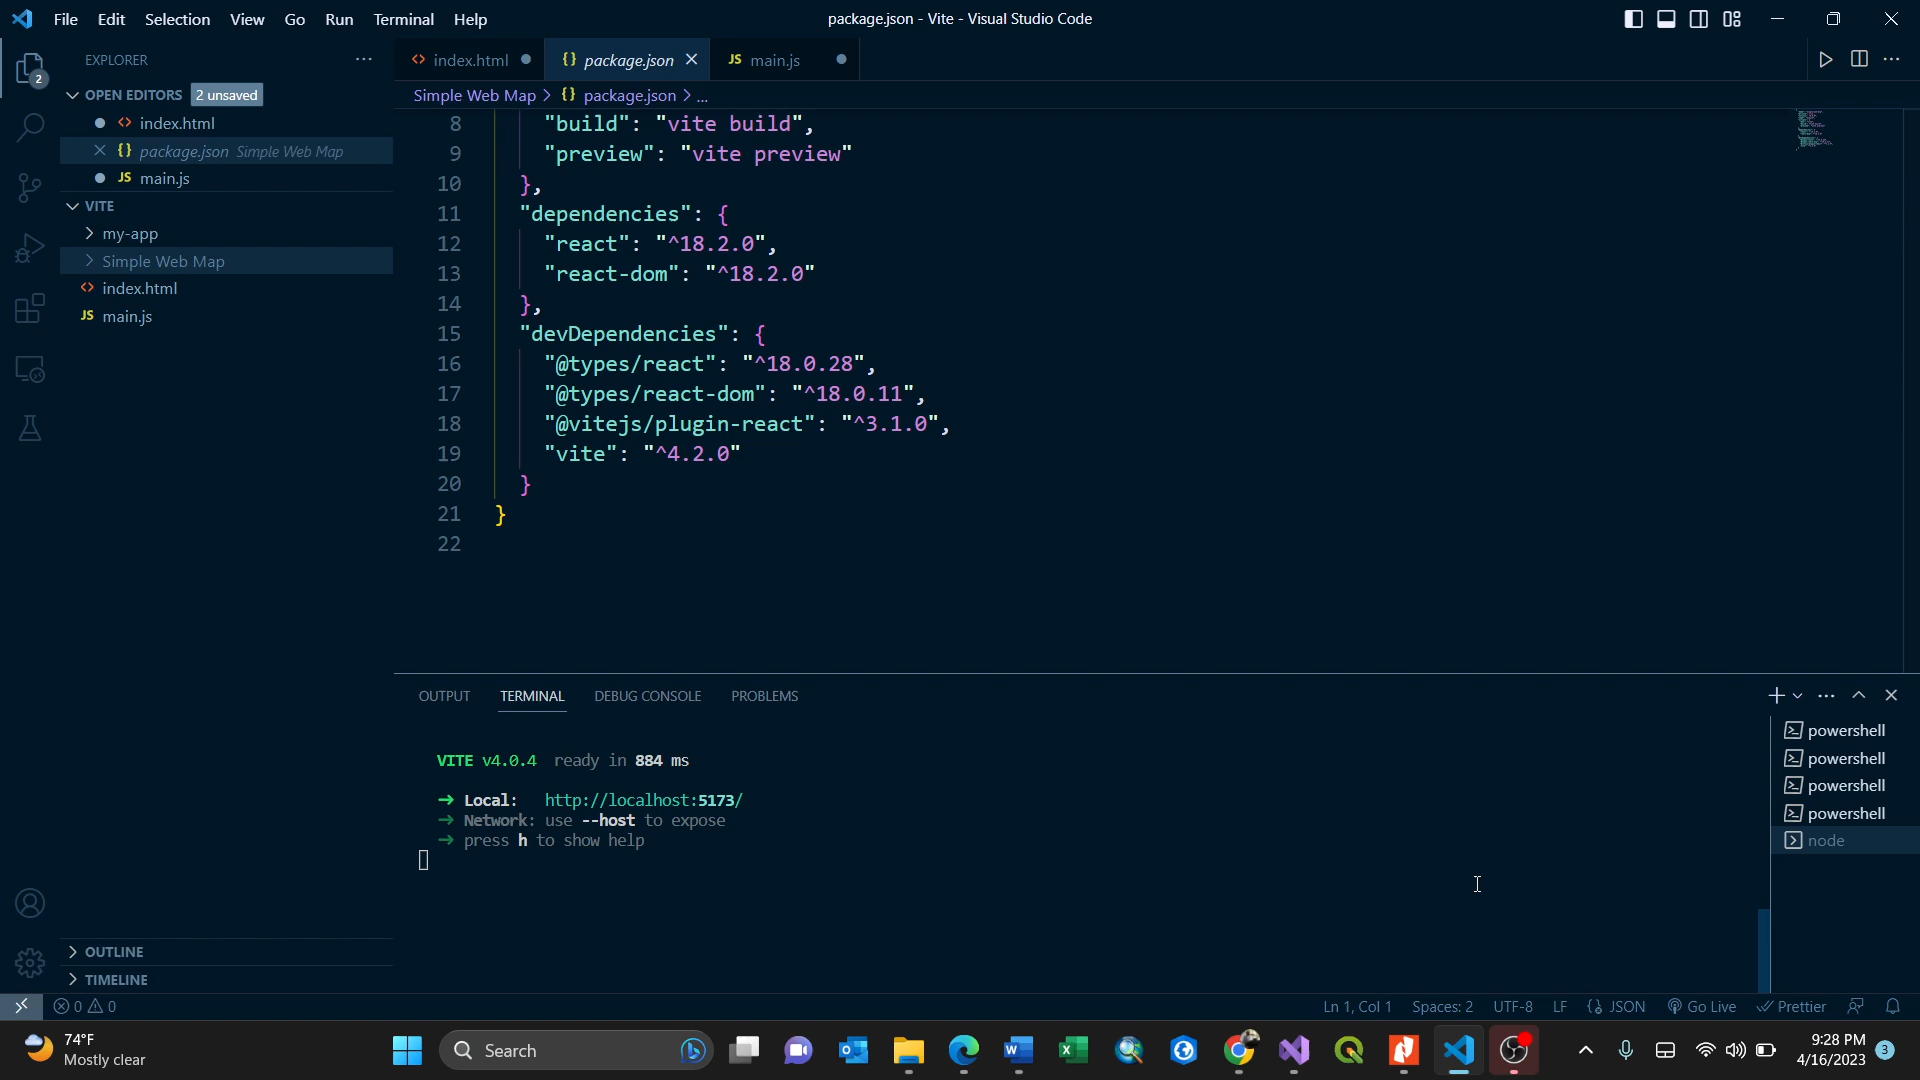 File Edit Selection View Go Run Terminal Help
package.json - Vite - Visual Studio Code
EXPLORER
index.html
{} package.json
JS main.js
2
OPEN EDITORS 2 unsaved
Simple Web Map > {} package.json > ...
<> index.html
{} package.json Simple Web Map
JS main.js
VITE
my-app
Simple Web Map
<> index.html
JS main.js
8 "build": "vite build",
9 "preview": "vite preview"
10 },
11 "dependencies": {
12 "react": "^18.2.0",
13 "react-dom": "^18.2.0"
14 },
15 "devDependencies": {
16 "@types/react": "^18.0.28",
17 "@types/react-dom": "^18.0.11",
18 "@vitejs/plugin-react": "^3.1.0",
19 "vite": "^4.2.0"
20 }
21 }
22
OUTPUT TERMINAL DEBUG CONSOLE PROBLEMS
VITE v4.0.4 ready in 884 ms
➜ Local: http://localhost:5173/
➜ Network: use --host to expose
➜ press h to show help
powershell
powershell
powershell
powershell
node
OUTLINE
TIMELINE
0 0
Ln 1, Col 1 Spaces: 2 UTF-8 LF {} JSON Go Live Prettier
74°F
Mostly clear
Search
9:28 PM
4/16/2023
3